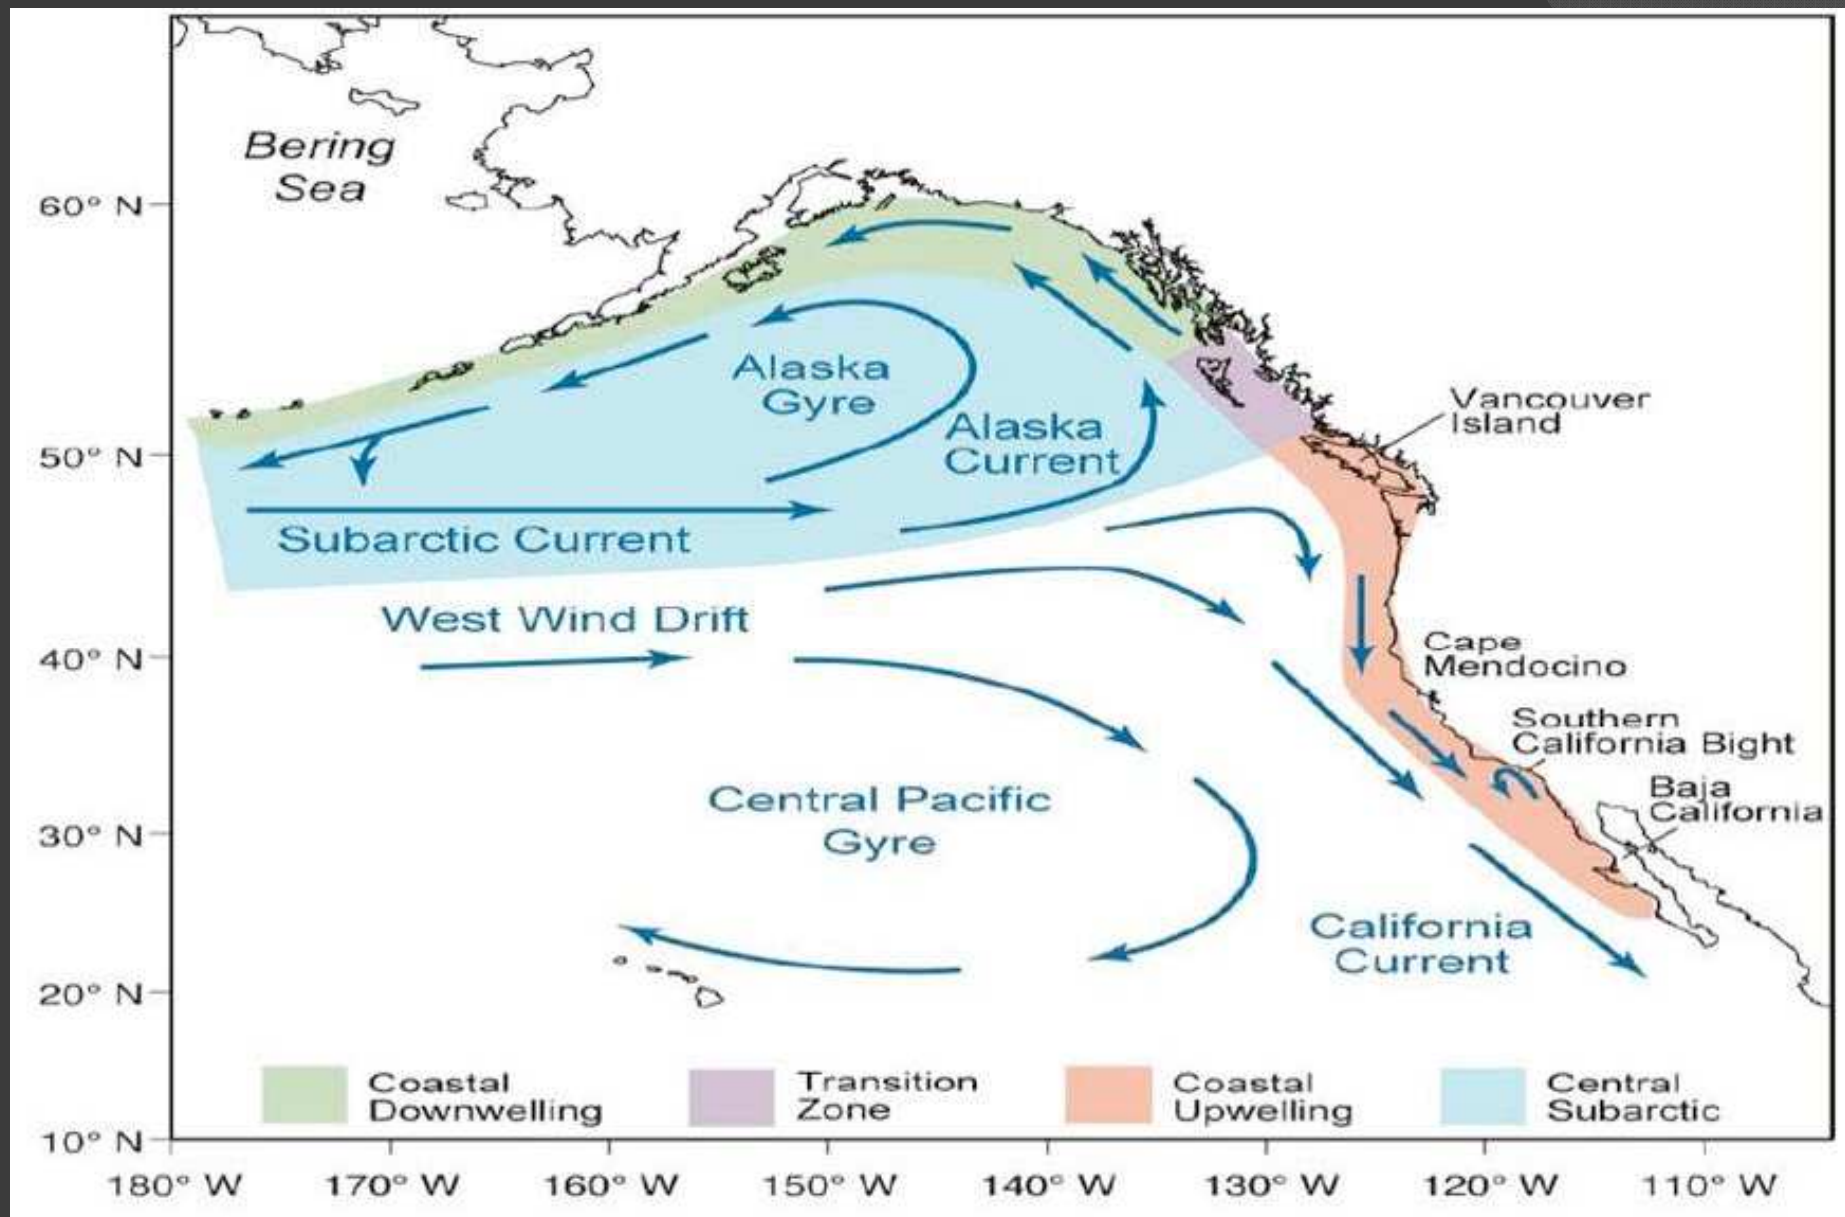 Bering
Sea
60° N
50° N
40° N
30° N
20° N
10° N
Alaska
Gyre
Alaska
Current
Vancouver
Island
Subarctic Current
West Wind Drift
Cape
Mendocino
Southern
California Bight
Baja
California
Central Pacific
Gyre
California
Current
Coastal
Downwelling
Transition
Zone
Coastal
Upwelling
Central
Subarctic
180° W
170° W
160° W
150° W
140° W
130° W
120° W
110° W